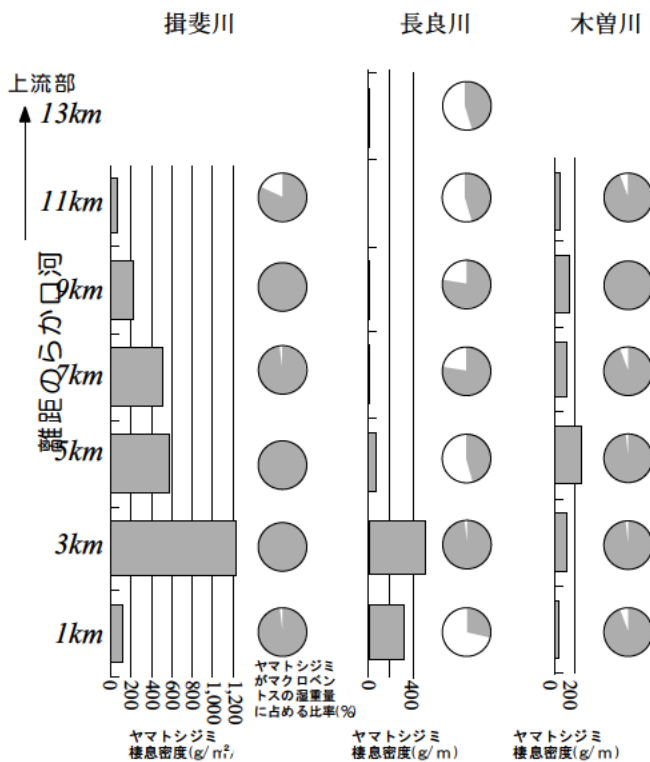 揖斐川
長良川
木曽川
上流部
河口からの距離
13km
11km
9km
7km
5km
3km
1km
0
200
400
600
800
1,000
1,200
ヤマトシジミ
がマクロベン
トスの湿重量
に占める比率(%)
0
400
0
200
ヤマトシジミ
棲息密度(g/㎡)
ヤマトシジミ
棲息密度(g/m)
ヤマトシジミ
棲息密度(g/m)